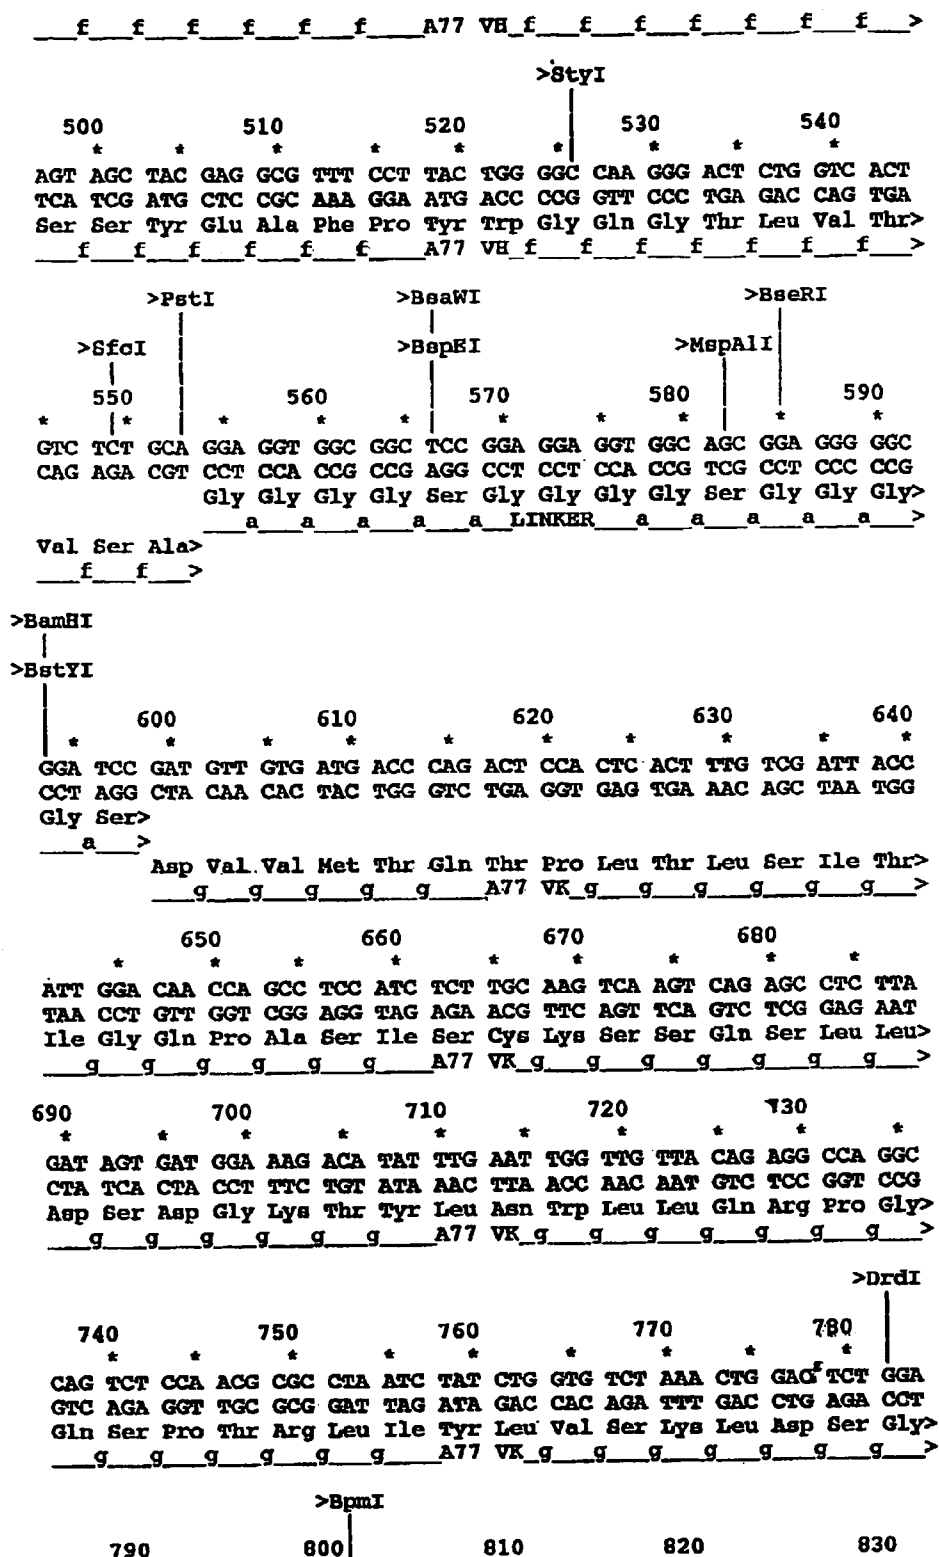 ___f___f___f___f___f___f____A77 VH_f___f___f___f___f___f___f___>
>StyI
500 510 520 530 540
* * * * * * * * *
AGT AGC TAC GAG GCG TTT CCT TAC TGG GGC CAA GGG ACT CTG GTC ACT
TCA TCG ATG CTC CGC AAA GGA ATG ACC CCG GTT CCC TGA GAC CAG TGA
Ser Ser Tyr Glu Ala Phe Pro Tyr Trp Gly Gln Gly Thr Leu Val Thr>
___f___f___f___f___f___f____A77 VH_f___f___f___f___f___f___f___>
>PstI >BsaWI >BseRI
>SfcI >BspEI >MspAlI
550 560 570 580 590
* * * * * * * * * *
GTC TCT GCA GGA GGT GGC GGC TCC GGA GGA GGT GGC AGC GGA GGG GGC
CAG AGA CGT CCT CCA CCG CCG AGG CCT CCT CCA CCG TCG CCT CCC CCG
Gly Gly Gly Gly Ser Gly Gly Gly Gly Ser Gly Gly Gly>
___a___a___a___a___a__LINKER___a___a___a___a___a___>
Val Ser Ala>
___f___f___>
>BamHI
>BstYI
600 610 620 630 640
* * * * * * * * * *
GGA TCC GAT GTT GTG ATG ACC CAG ACT CCA CTC ACT TTG TCG ATT ACC
CCT AGG CTA CAA CAC TAC TGG GTC TGA GGT GAG TGA AAC AGC TAA TGG
Gly Ser>
___a___>
Asp Val Val Met Thr Gln Thr Pro Leu Thr Leu Ser Ile Thr>
___g___g___g___g___g____A77 VK_g___g___g___g___g___g___>
650 660 670 680
* * * * * * * * *
ATT GGA CAA CCA GCC TCC ATC TCT TGC AAG TCA AGT CAG AGC CTC TTA
TAA CCT GTT GGT CGG AGG TAG AGA ACG TTC AGT TCA GTC TCG GAG AAT
Ile Gly Gln Pro Ala Ser Ile Ser Cys Lys Ser Ser Gln Ser Leu Leu>
___g___g___g___g___g___g____A77 VK_g___g___g___g___g___g___g___>
690 700 710 720 730
* * * * * * * * * *
GAT AGT GAT GGA AAG ACA TAT TTG AAT TGG TTG TTA CAG AGG CCA GGC
CTA TCA CTA CCT TTC TGT ATA AAC TTA ACC AAC AAT GTC TCC GGT CCG
Asp Ser Asp Gly Lys Thr Tyr Leu Asn Trp Leu Leu Gln Arg Pro Gly>
___g___g___g___g___g___g____A77 VK_g___g___g___g___g___g___g___>
>DrdI
740 750 760 770 780
* * * * * * * * *
CAG TCT CCA ACG CGC CTA ATC TAT CTG GTG TCT AAA CTG GAC TCT GGA
GTC AGA GGT TGC GCG GAT TAG ATA GAC CAC AGA TTT GAC CTG AGA CCT
Gln Ser Pro Thr Arg Leu Ile Tyr Leu Val Ser Lys Leu Asp Ser Gly>
___g___g___g___g___g___g____A77 VK_g___g___g___g___g___g___g___>
>BpmI
790 800 810 820 830